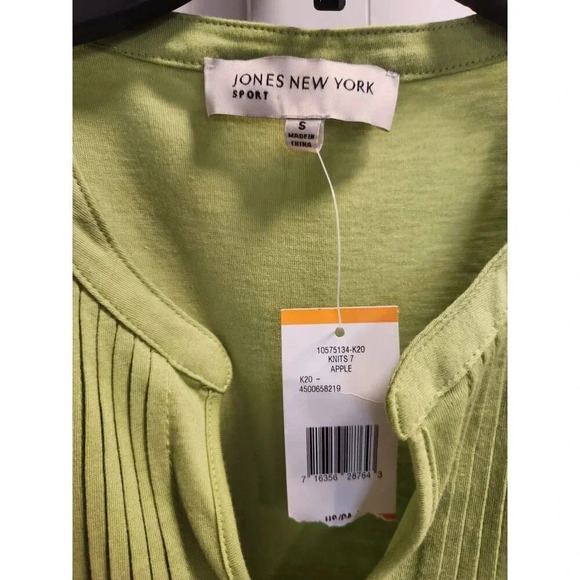 JONES NEW YORK
SPORT
S
MADE IN
CHINA
10575134-K20
KNITS 7
APPLE
K20 -
4500658219
7 16356 28764 3